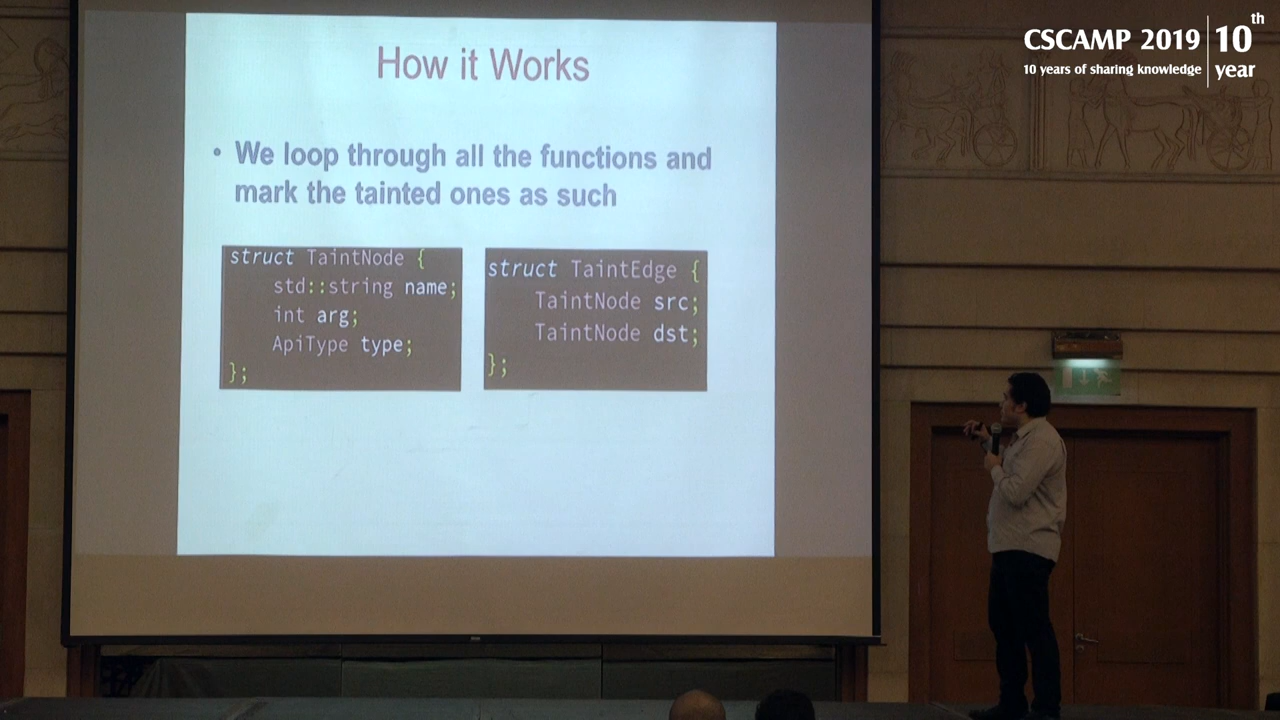 CSCAMP 2019
10 years of sharing knowledge
10th
year
How it Works
• We loop through all the functions and
mark the tainted ones as such
struct TaintNode {
std::string name;
int arg;
ApiType type;
};
struct TaintEdge {
TaintNode src;
TaintNode dst;
};